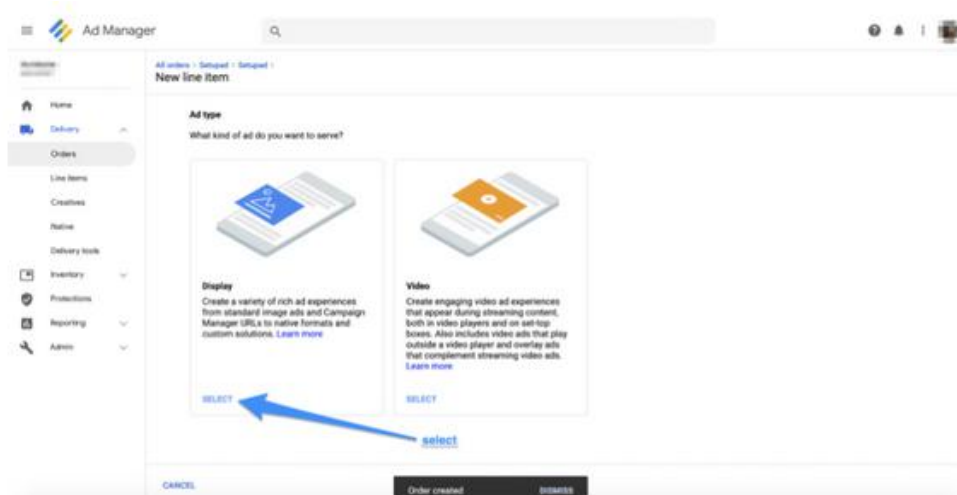 Ad Manager
All orders > Setupad > Setupad >
New line item
Home
Delivery
Orders
Line items
Creatives
Native
Delivery tools
Inventory
Protections
Reporting
Admin
Ad type
What kind of ad do you want to serve?
Display
Create a variety of rich ad experiences
from standard image ads and Campaign
Manager URLs to native formats and
custom solutions. Learn more
SELECT
Video
Create engaging video ad experiences
that appear during streaming content,
both in video players and on set-top
boxes. Also includes video ads that play
outside a video player and overlay ads
that complement streaming video ads.
Learn more
SELECT
select
CANCEL
Order created DISMISS